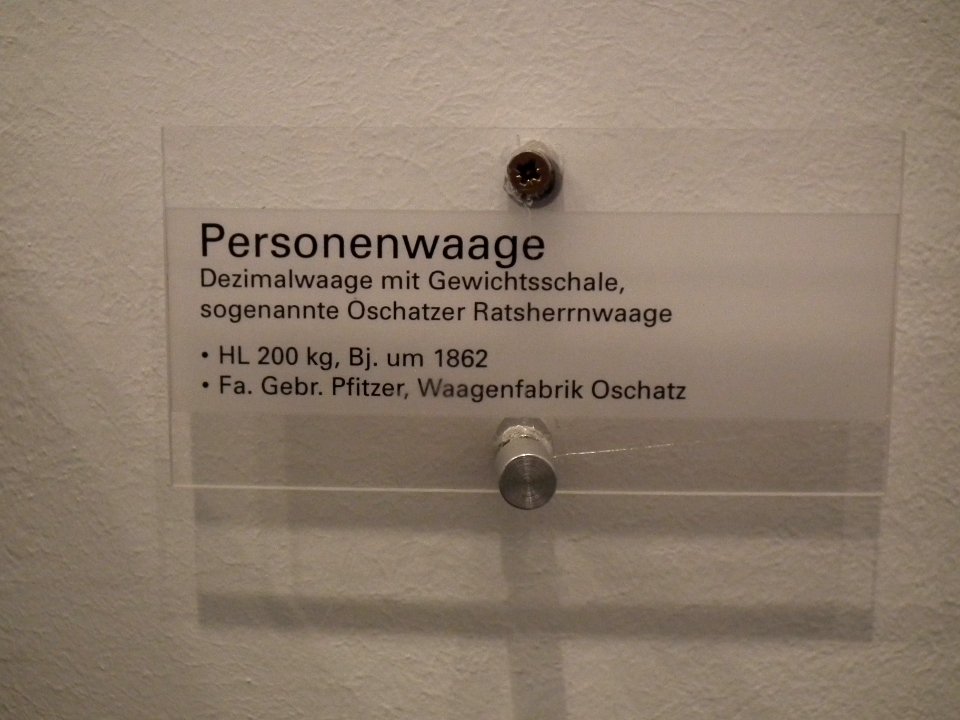 Personenwaage
Dezimalwaage mit Gewichtsschale,
sogenannte Oschatzer Ratsherrnwaage
• HL 200 kg, Bj. um 1862
• Fa. Gebr. Pfitzer, Waagenfabrik Oschatz